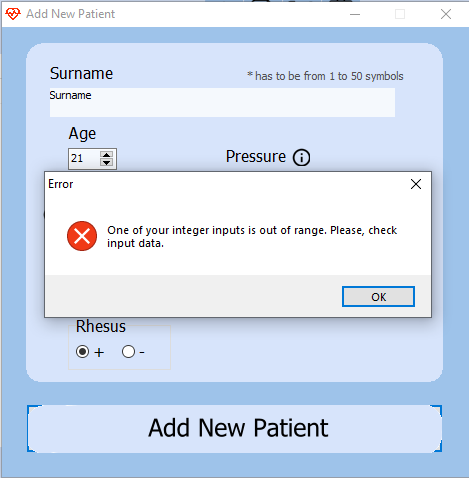 Add New Patient
Surname
* has to be from 1 to 50 symbols
Surname
Age
21
Pressure
Error
One of your integer inputs is out of range. Please, check
input data.
OK
Rhesus
+
-
Add New Patient